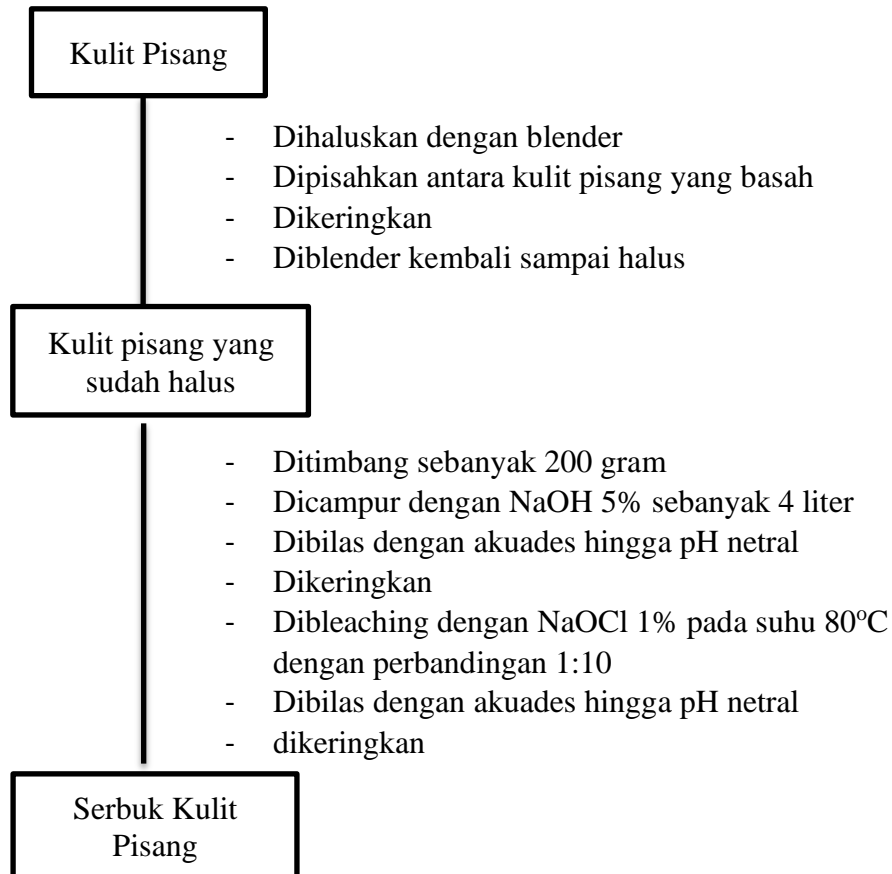 Kulit Pisang
- Dihaluskan dengan blender
- Dipisahkan antara kulit pisang yang basah
- Dikeringkan
- Diblender kembali sampai halus
Kulit pisang yang
sudah halus
- Ditimbang sebanyak 200 gram
- Dicampur dengan NaOH 5% sebanyak 4 liter
- Dibilas dengan akuades hingga pH netral
- Dikeringkan
- Dibleaching dengan NaOCl 1% pada suhu 80°C
dengan perbandingan 1:10
- Dibilas dengan akuades hingga pH netral
- dikeringkan
Serbuk Kulit
Pisang